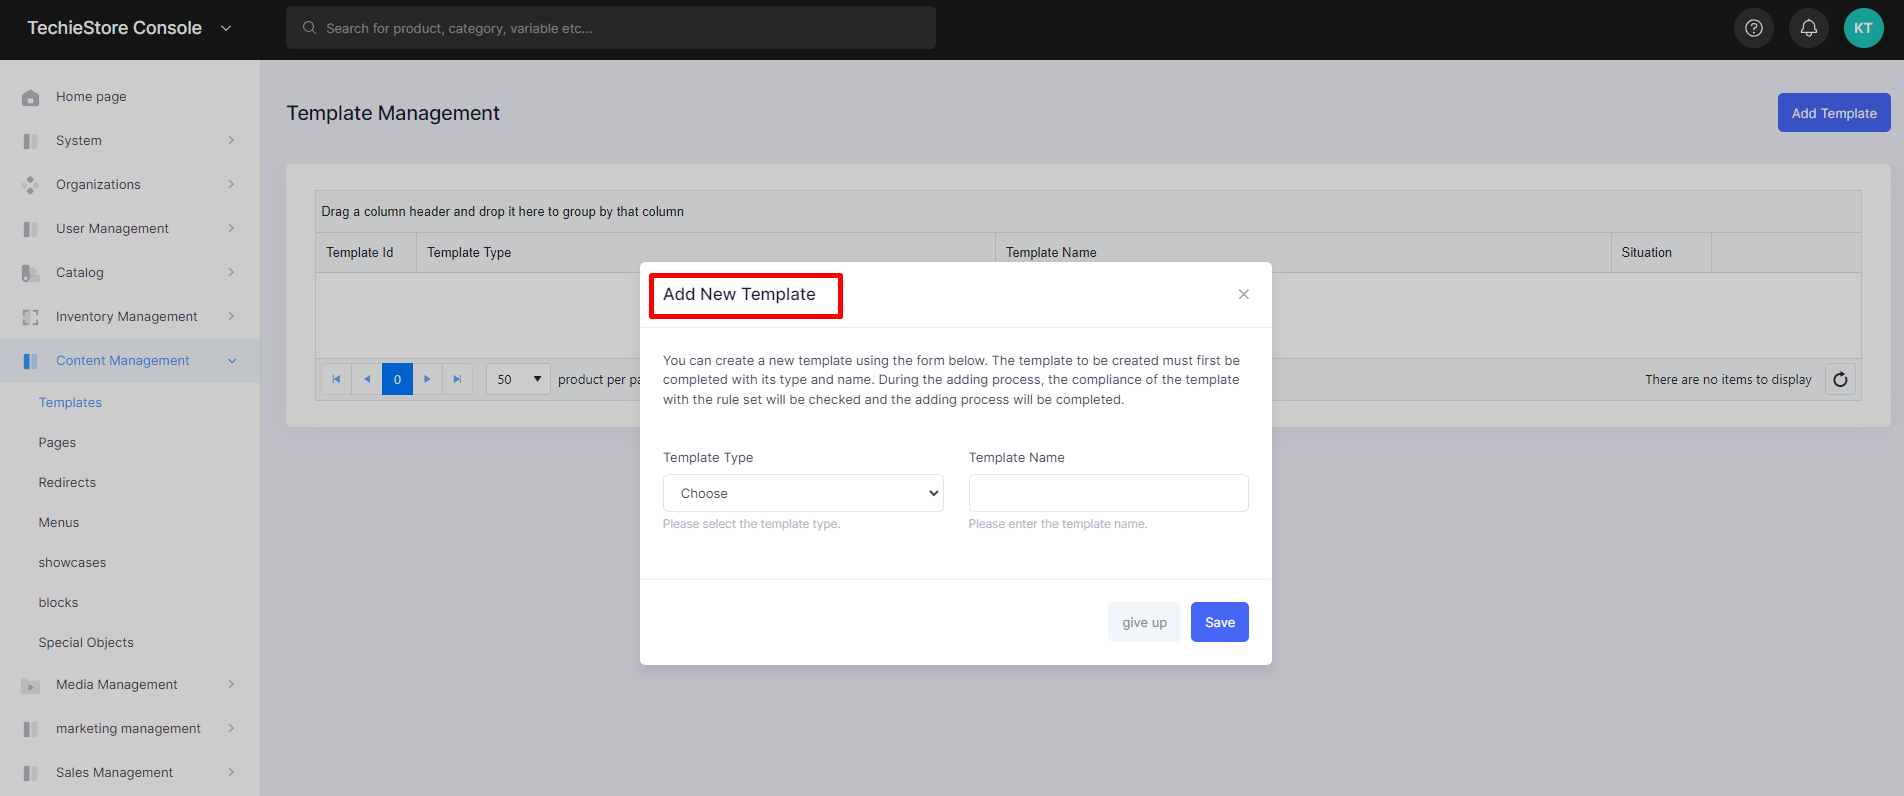 TechieStore Console
Search for product, category, variable etc...
KT
Home page
System
Organizations
User Management
Catalog
Inventory Management
Content Management
Templates
Pages
Redirects
Menus
showcases
blocks
Special Objects
Media Management
marketing management
Sales Management
Template Management
Add Template
Drag a column header and drop it here to group by that column
Template Id Template Type Template Name Situation
0 50 product per pa There are no items to display
Add New Template
You can create a new template using the form below. The template to be created must first be
completed with its type and name. During the adding process, the compliance of the template
with the rule set will be checked and the adding process will be completed.
Template Type Template Name
Choose
Please select the template type. Please enter the template name.
give up Save